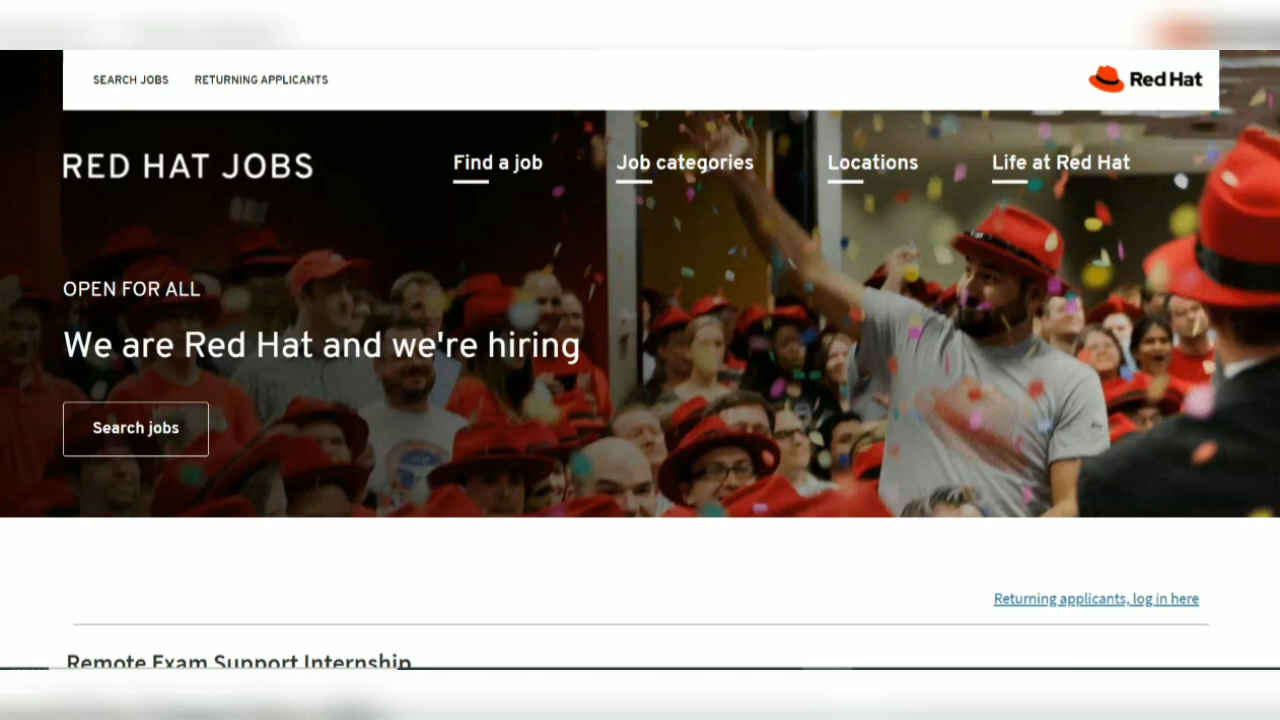 SEARCH JOBS RETURNING APPLICANTS Red Hat
RED HAT JOBS Find a job Job categories Locations Life at Red Hat
OPEN FOR ALL
We are Red Hat and we're hiring
Search jobs
Returning applicants, log in here
Remote Exam Support Internship